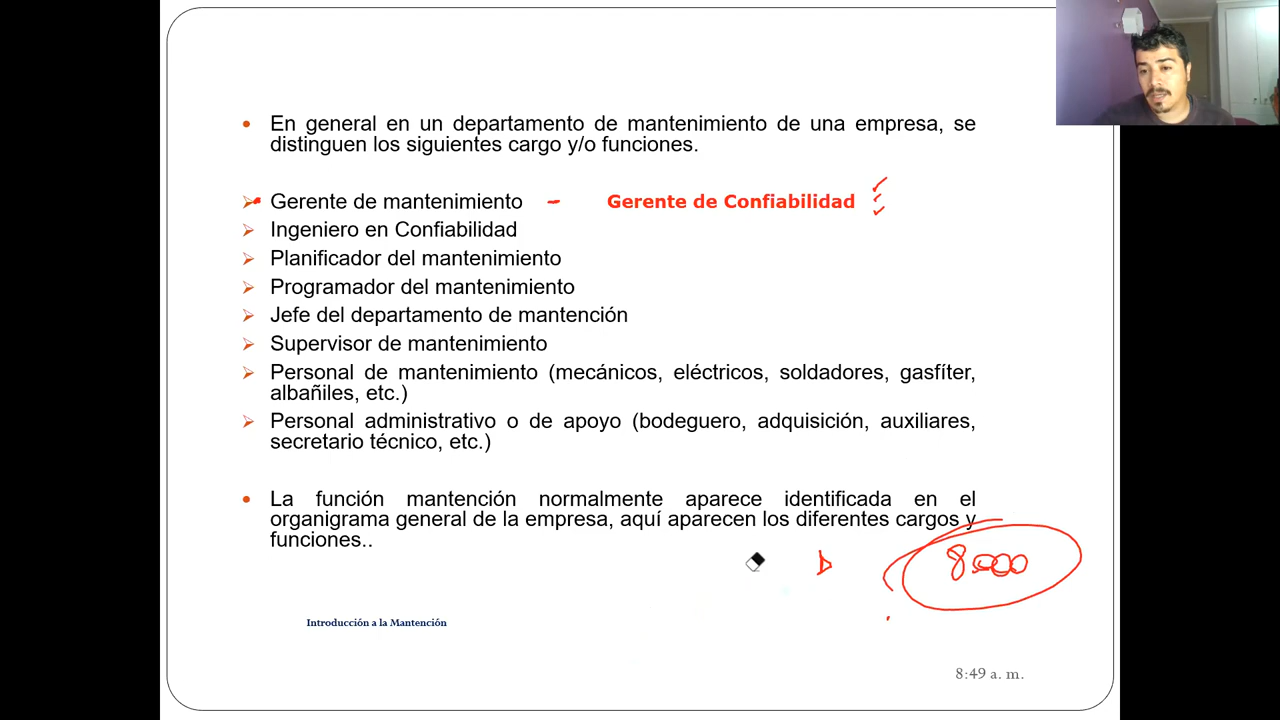 En general en un departamento de mantenimiento de una empresa, se
distinguen los siguientes cargo y/o funciones.
Gerente de mantenimiento - Gerente de Confiabilidad
Ingeniero en Confiabilidad
Planificador del mantenimiento
Programador del mantenimiento
Jefe del departamento de mantención
Supervisor de mantenimiento
Personal de mantenimiento (mecánicos, eléctricos, soldadores, gasfíter,
albañiles, etc.)
Personal administrativo o de apoyo (bodeguero, adquisición, auxiliares,
secretario técnico, etc.)
La función mantención normalmente aparece identificada en el
organigrama general de la empresa, aquí aparecen los diferentes cargos y
funciones..
8000
Introducción a la Mantención
8:49 a. m.